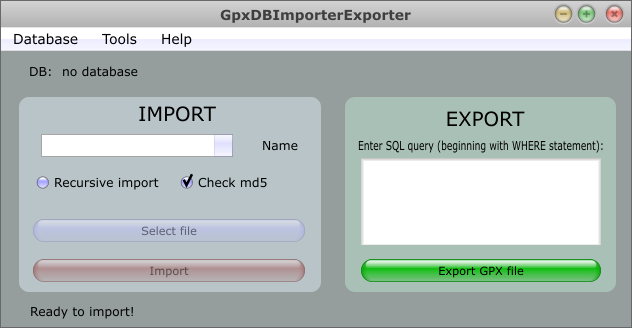 GpxDBImporterExporter
Database Tools Help
DB: no database
IMPORT
Name
Recursive import Check md5
Select file
Import
EXPORT
Enter SQL query (beginning with WHERE statement):
Export GPX file
Ready to import!